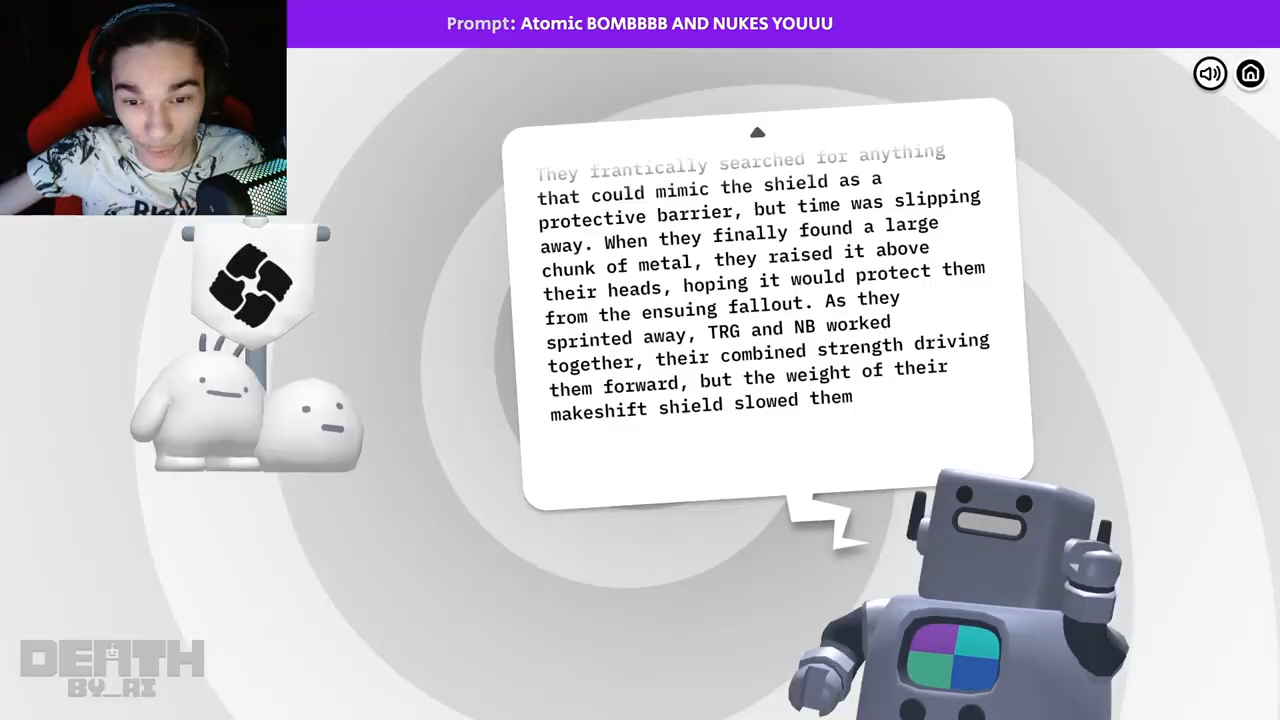 Prompt: Atomic BOMBBBB AND NUKES YOUUU
They frantically searched for anything
that could mimic the shield as a
protective barrier, but time was slipping
away. When they finally found a large
chunk of metal, they raised it above
their heads, hoping it would protect them
from the ensuing fallout. As they
sprinted away, TRG and NB worked
together, their combined strength driving
them forward, but the weight of their
makeshift shield slowed them
DEATH
BY_AI